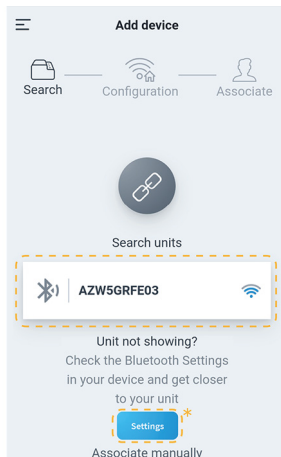 Add device
Search
Configuration
Associate
Search units
AZW5GRFE03
Unit not showing?
Check the Bluetooth Settings
in your device and get closer
to your unit
Settings
*
Associate manually